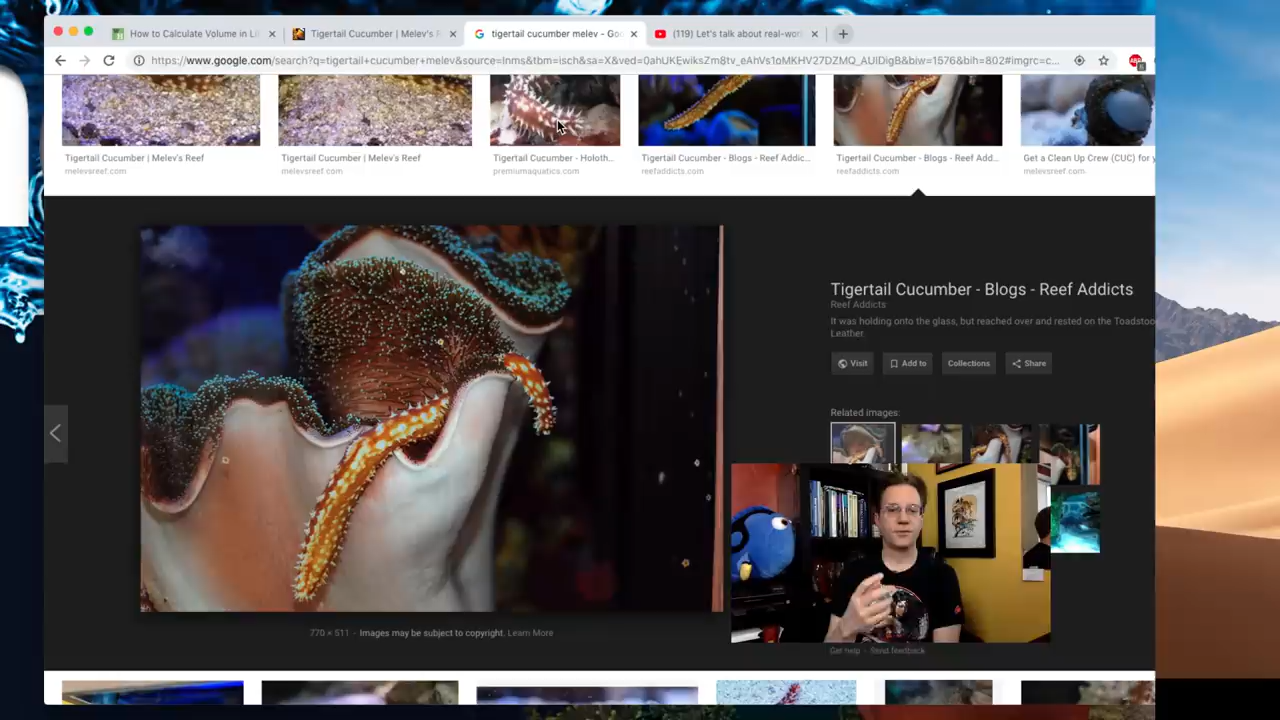 How to Calculate Volume in Li
Tigertail Cucumber | Melev's R
tigertail cucumber melev - Goo
(119) Let's talk about real-worl
https://www.google.com/search?q=tigertail+cucumber+melev&source=lnms&tbm=isch&sa=X&ved=0ahUKEwiksZm8tv_eAhVs1oMKHV27DZMQ_AUIDigB&biw=1576&bih=802#imgrc=c...
Tigertail Cucumber | Melev's Reef
melevsreef.com
Tigertail Cucumber | Melev's Reef
melevsreef.com
Tigertail Cucumber - Holoth...
premiumaquatics.com
Tigertail Cucumber - Blogs - Reef Addic...
reefaddicts.com
Tigertail Cucumber - Blogs - Reef Add...
reefaddicts.com
Get a Clean Up Crew (CUC) for y
melevsreef.com
Tigertail Cucumber - Blogs - Reef Addicts
Reef Addicts
It was holding onto the glass, but reached over and rested on the Toadstoo
Leather.
Visit
Add to
Collections
Share
Related images:
770 × 511 - Images may be subject to copyright. Learn More
Get help - Send feedback